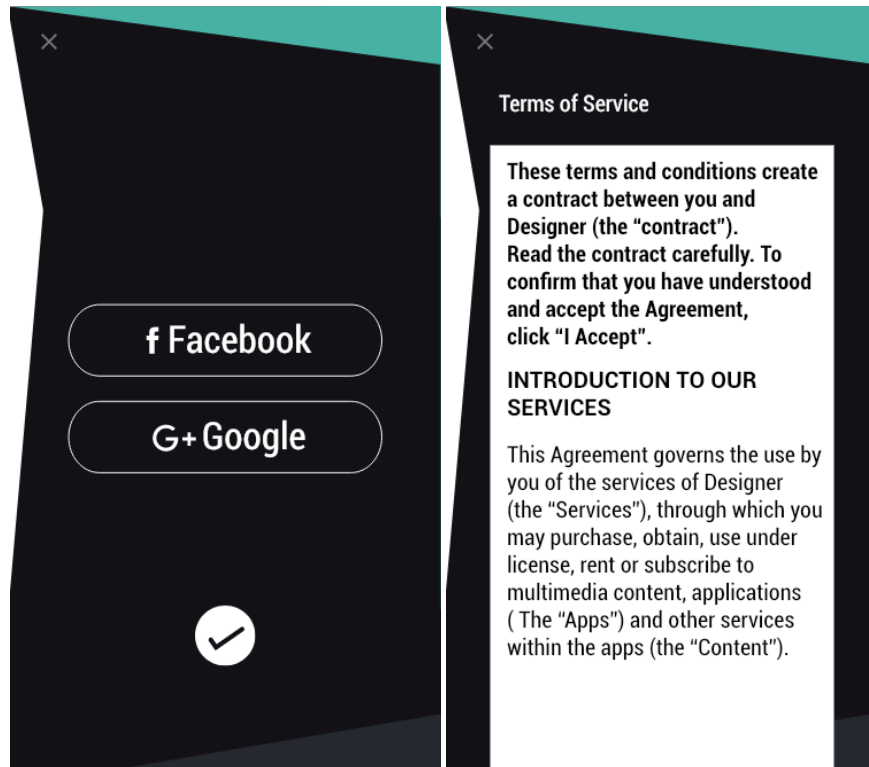 f Facebook
G+ Google
Terms of Service
These terms and conditions create
a contract between you and
Designer (the “contract”).
Read the contract carefully. To
confirm that you have understood
and accept the Agreement,
click “I Accept”.
INTRODUCTION TO OUR
SERVICES
This Agreement governs the use by
you of the services of Designer
(the “Services”), through which you
may purchase, obtain, use under
license, rent or subscribe to
multimedia content, applications
( The “Apps”) and other services
within the apps (the “Content”).